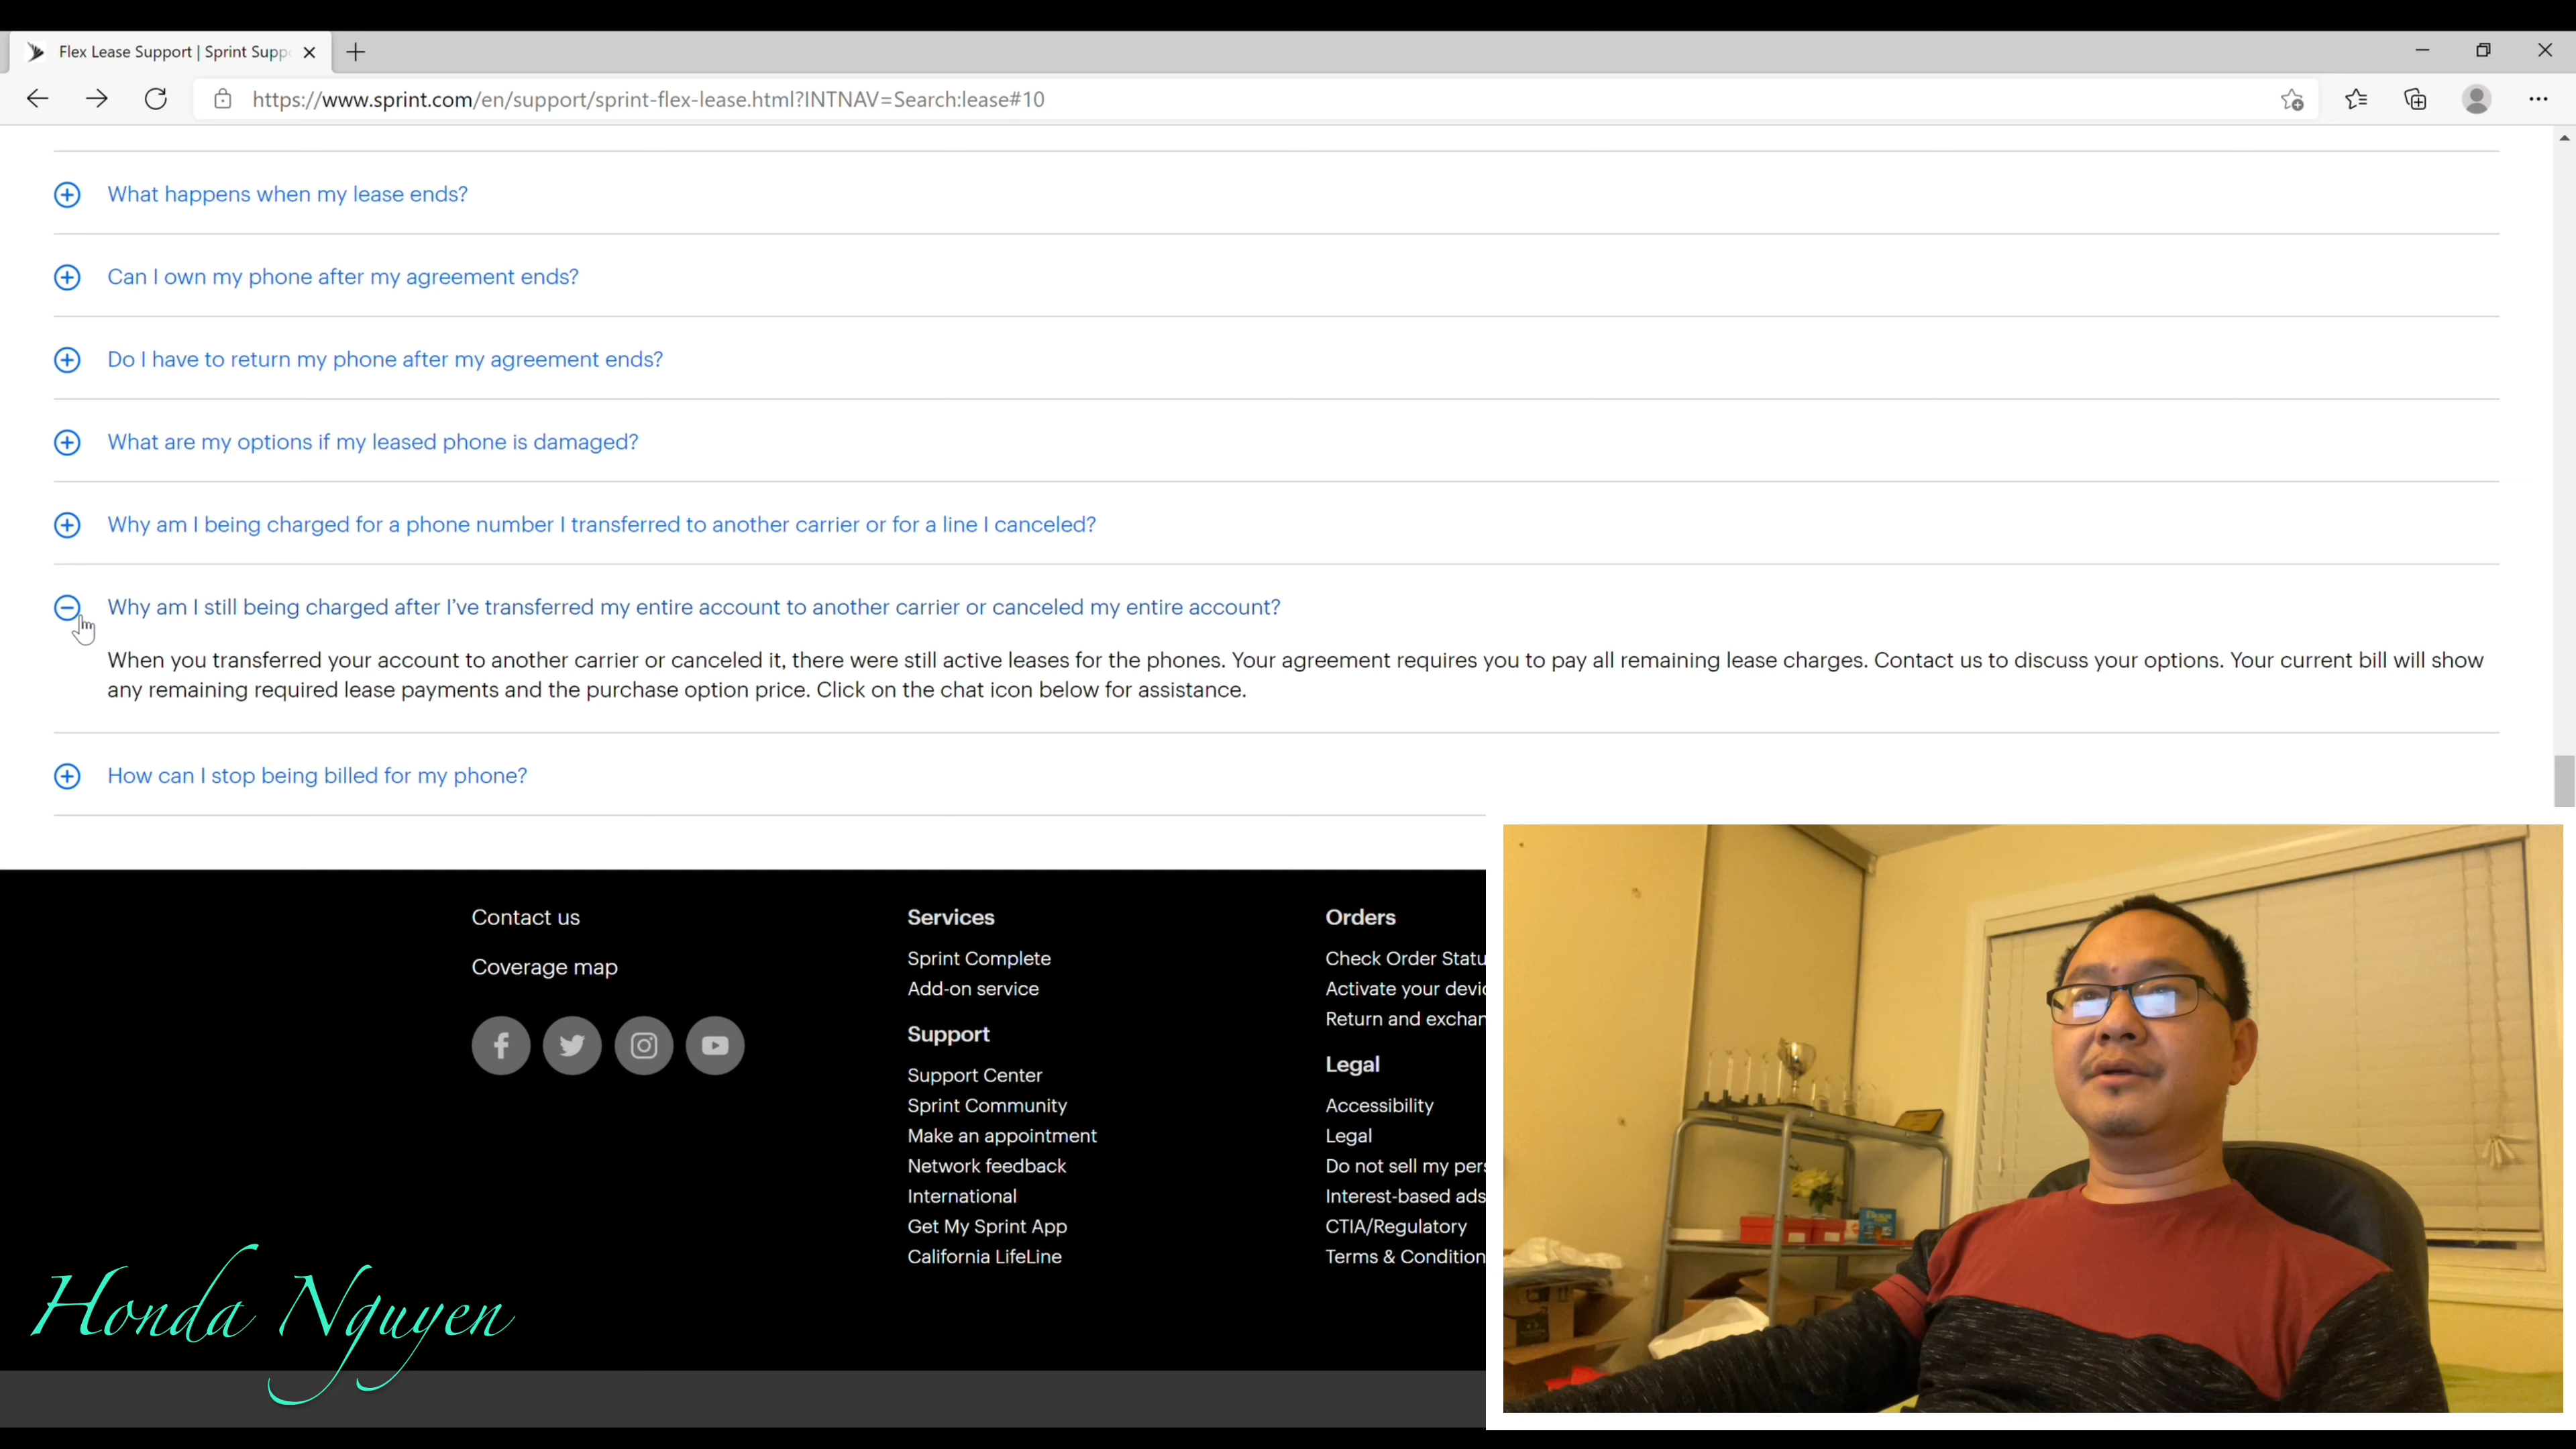 Flex Lease Support | Sprint Supp
https://www.sprint.com/en/support/sprint-flex-lease.html?INTNAV=Search:lease#10
What happens when my lease ends?
Can I own my phone after my agreement ends?
Do I have to return my phone after my agreement ends?
What are my options if my leased phone is damaged?
Why am I being charged for a phone number I transferred to another carrier or for a line I canceled?
Why am I still being charged after I've transferred my entire account to another carrier or canceled my entire account?
When you transferred your account to another carrier or canceled it, there were still active leases for the phones. Your agreement requires you to pay all remaining lease charges. Contact us to discuss your options. Your current bill will show
any remaining required lease payments and the purchase option price. Click on the chat icon below for assistance.
How can I stop being billed for my phone?
Contact us
Coverage map
Services
Sprint Complete
Add-on service
Support
Support Center
Sprint Community
Make an appointment
Network feedback
International
Get My Sprint App
California LifeLine
Orders
Check Order Statu
Activate your devic
Return and exchan
Legal
Accessibility
Legal
Do not sell my pers
Interest-based ads
CTIA/Regulatory
Terms & Condition
Honda Nguyen